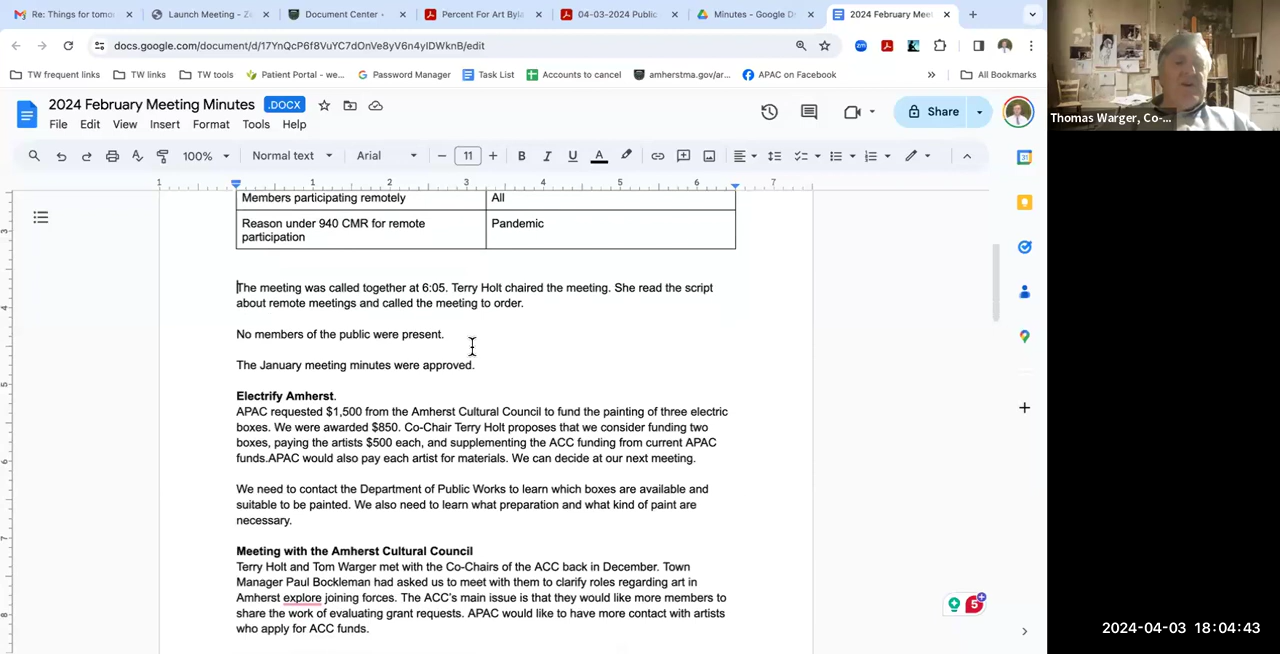 Re: Things for tomor
Launch Meeting - Z
Document Center -
Percent For Art Byla
04-03-2024 Public
Minutes - Google D
2024 February Meet
docs.google.com/document/d/17YnQcP6f8VuYC7dOnVe8yV6n4yIDWknB/edit
TW frequent links
TW links
TW tools
Patient Portal - we...
Password Manager
Task List
Accounts to cancel
amherstma.gov/ar...
APAC on Facebook
All Bookmarks
2024 February Meeting Minutes .DOCX
File Edit View Insert Format Tools Help
Share
100% Normal text Arial 11 B I U A
1 1 2 3 4 5 6 7
Members participating remotely All
Reason under 940 CMR for remote participation Pandemic
The meeting was called together at 6:05. Terry Holt chaired the meeting. She read the script
about remote meetings and called the meeting to order.
No members of the public were present.
The January meeting minutes were approved.
Electrify Amherst.
APAC requested $1,500 from the Amherst Cultural Council to fund the painting of three electric
boxes. We were awarded $850. Co-Chair Terry Holt proposes that we consider funding two
boxes, paying the artists $500 each, and supplementing the ACC funding from current APAC
funds.APAC would also pay each artist for materials. We can decide at our next meeting.
We need to contact the Department of Public Works to learn which boxes are available and
suitable to be painted. We also need to learn what preparation and what kind of paint are
necessary.
Meeting with the Amherst Cultural Council
Terry Holt and Tom Warger met with the Co-Chairs of the ACC back in December. Town
Manager Paul Bockleman had asked us to meet with them to clarify roles regarding art in
Amherst explore joining forces. The ACC's main issue is that they would like more members to
share the work of evaluating grant requests. APAC would like to have more contact with artists
who apply for ACC funds.
5
Thomas Warger, Co-...
2024-04-03 18:04:43